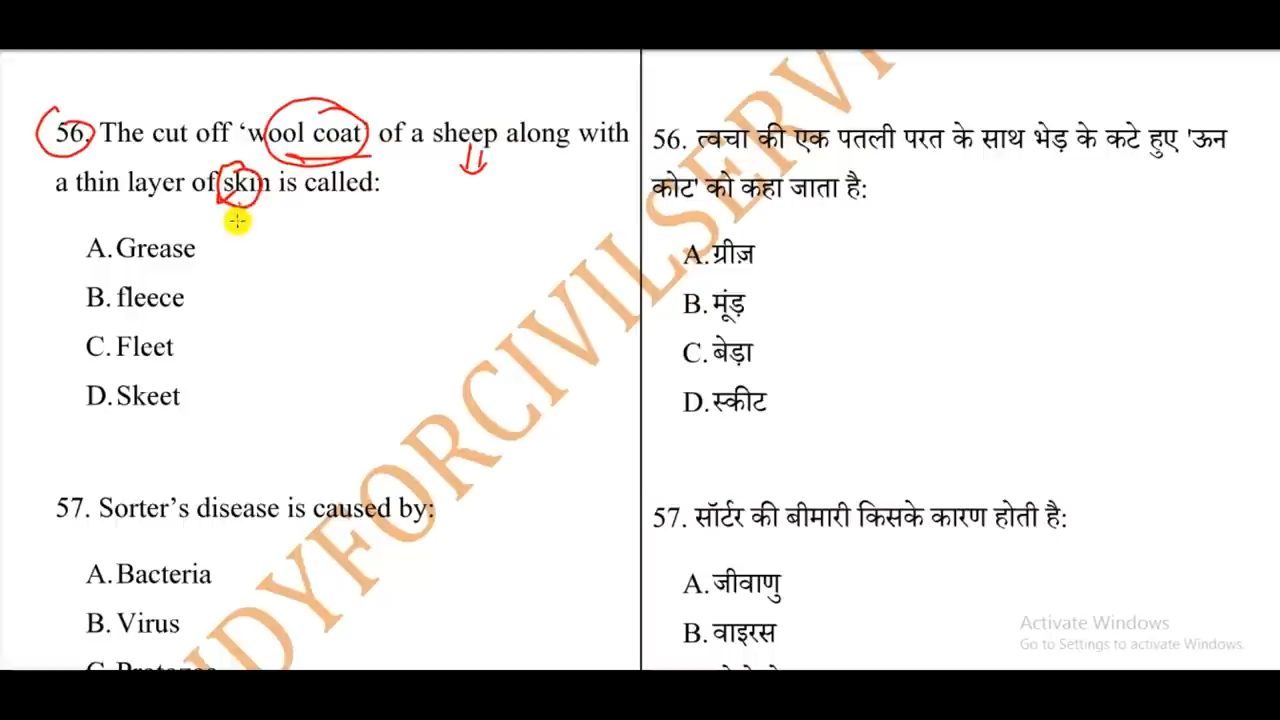 56. The cut off ‘wool coat’ of a sheep along with
a thin layer of skin is called:
A. Grease
B. fleece
C. Fleet
D. Skeet
57. Sorter’s disease is caused by:
A. Bacteria
B. Virus
C. Protozoa
56. त्वचा की एक पतली परत के साथ भेड़ के कटे हुए 'ऊन
कोट' को कहा जाता है:
A. ग्रीज़
B. मूंड़
C. बेड़ा
D. स्कीट
57. सॉर्टर की बीमारी किसके कारण होती है:
A. जीवाणु
B. वाइरस
UDYFORCIVILSERVI
Activate Windows
Go to Settings to activate Windows.